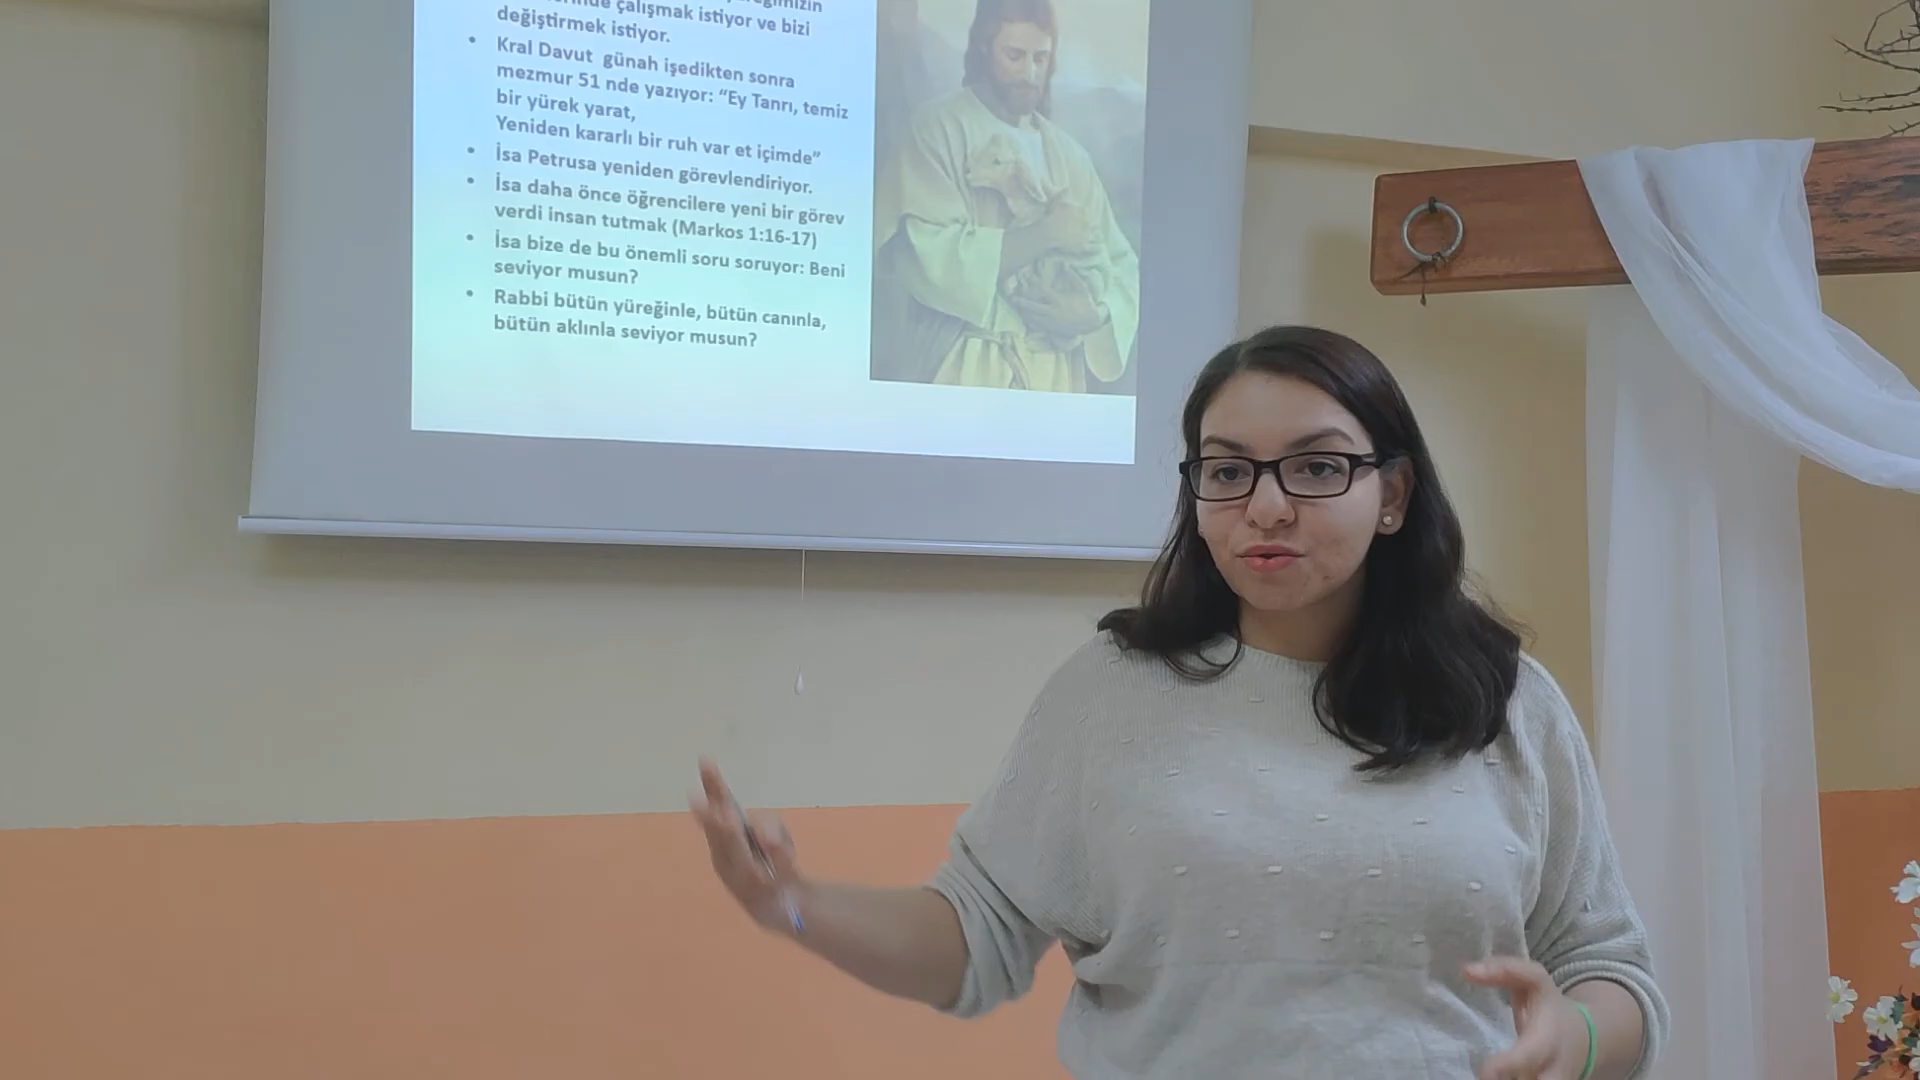 çalışmak istiyor ve bizi
değiştirmek istiyor.
• Kral Davut günah işedikten sonra
mezmur 51 nde yazıyor: “Ey Tanrı, temiz
bir yürek yarat,
Yeniden kararlı bir ruh var et içimde”
• İsa Petrusa yeniden görevlendiriyor.
• İsa daha önce öğrencilere yeni bir görev
verdi insan tutmak (Markos 1:16-17)
• İsa bize de bu önemli soru soruyor: Beni
seviyor musun?
• Rabbi bütün yüreğinle, bütün canınla,
bütün aklınla seviyor musun?